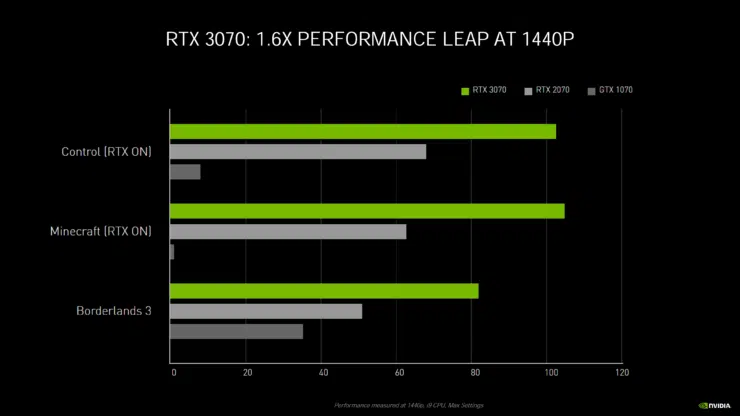 RTX 3070: 1.6X PERFORMANCE LEAP AT 1440P
RTX 3070 RTX 2070 GTX 1070
Control (RTX ON)
Minecraft (RTX ON)
Borderlands 3
0 20 40 60 80 100 120
Performance measured at 1440p, i9 CPU, Max Settings
NVIDIA